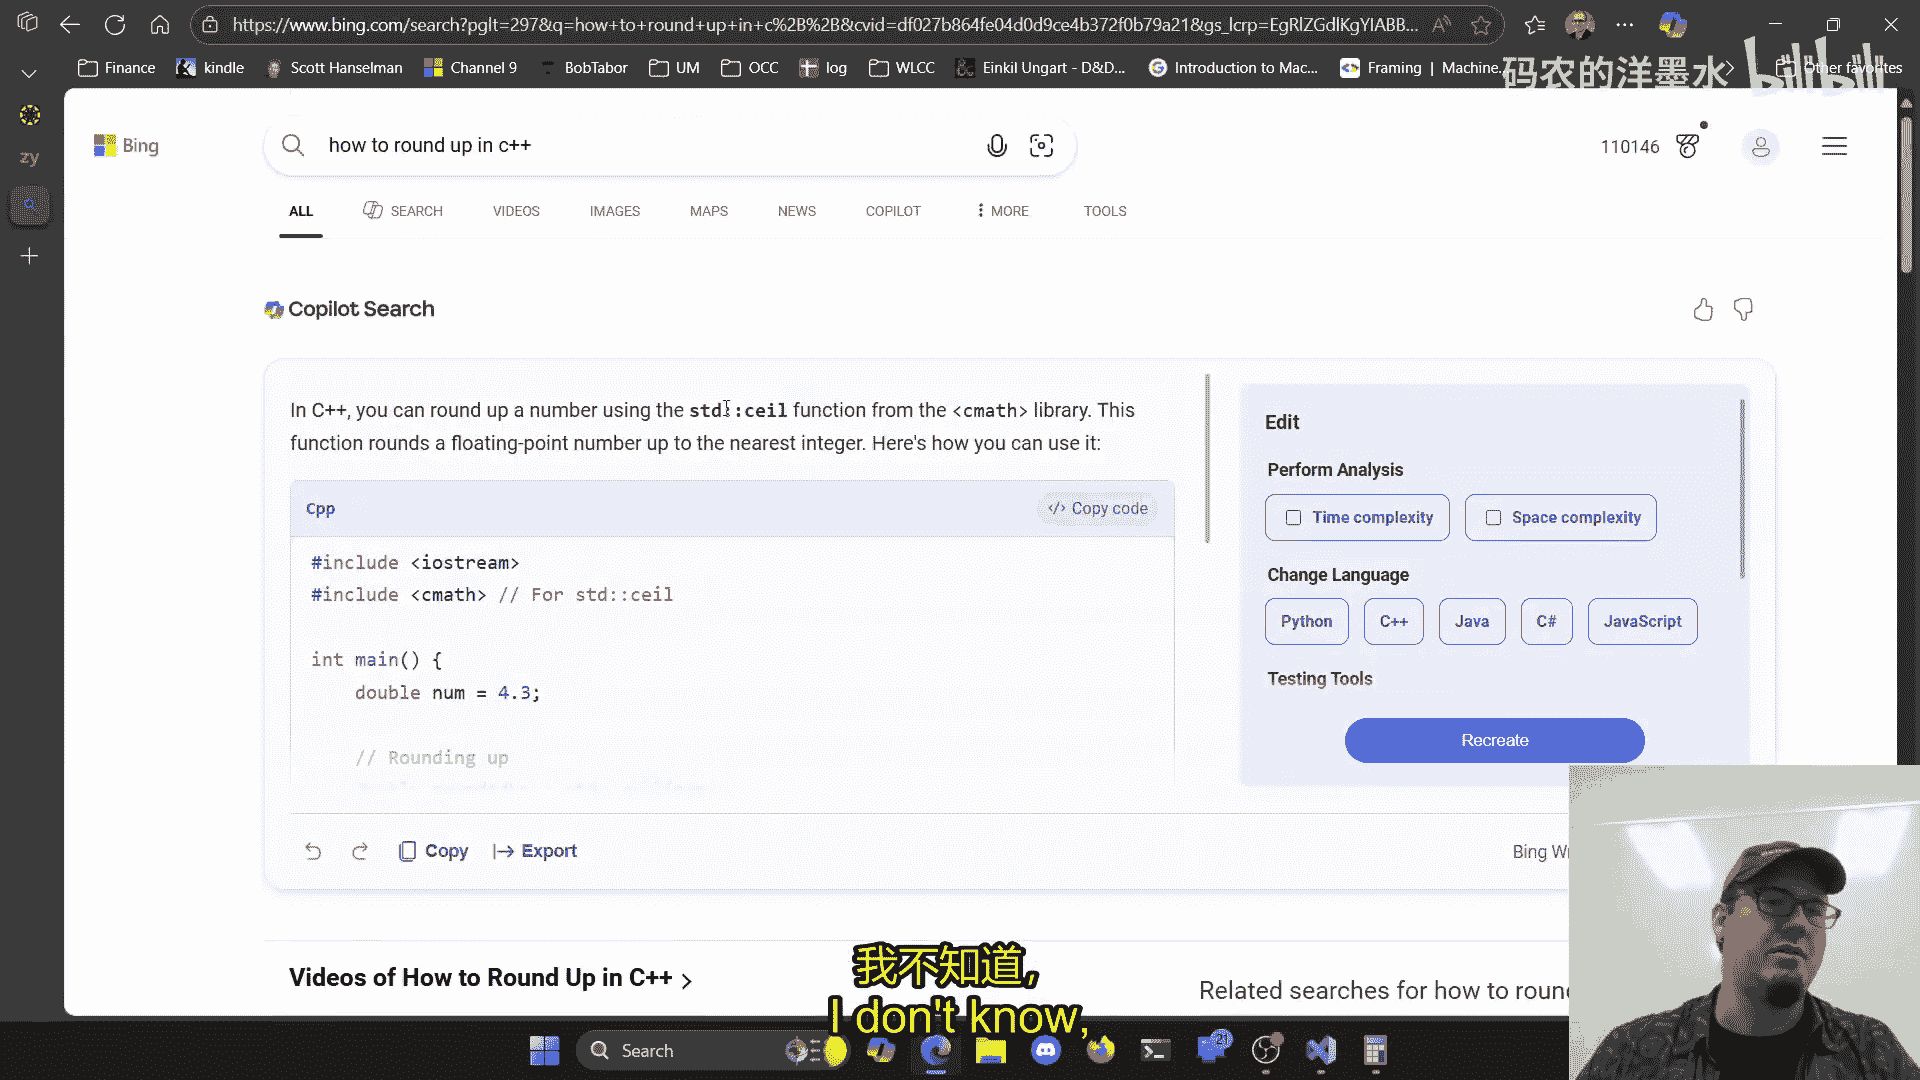 https://www.bing.com/search?pglt=297&q=how+to+round+up+in+c%2B%2B&cvid=df027b864fe04d0d9ce4b372f0b79a21&gs_lcrp=EgRlZGdlKgYIABB...
Finance kindle Scott Hanselman Channel 9 BobTabor UM OCC log WLCC Einkil Ungart - D&D... Introduction to Mac... Framing | Machine... Other favorites
码农的洋墨水 bilibili
zy
Bing
how to round up in c++
110146
ALL SEARCH VIDEOS IMAGES MAPS NEWS COPILOT MORE TOOLS
Copilot Search
In C++, you can round up a number using the std::ceil function from the <cmath> library. This
function rounds a floating-point number up to the nearest integer. Here's how you can use it:
Cpp
Copy code
#include <iostream>
#include <cmath> // For std::ceil
int main() {
double num = 4.3;
// Rounding up
Edit
Perform Analysis
Time complexity Space complexity
Change Language
Python C++ Java C# JavaScript
Testing Tools
Recreate
Copy Export
Bing
Videos of How to Round Up in C++
Related searches for how to
我不知道,
I don't know,
Search